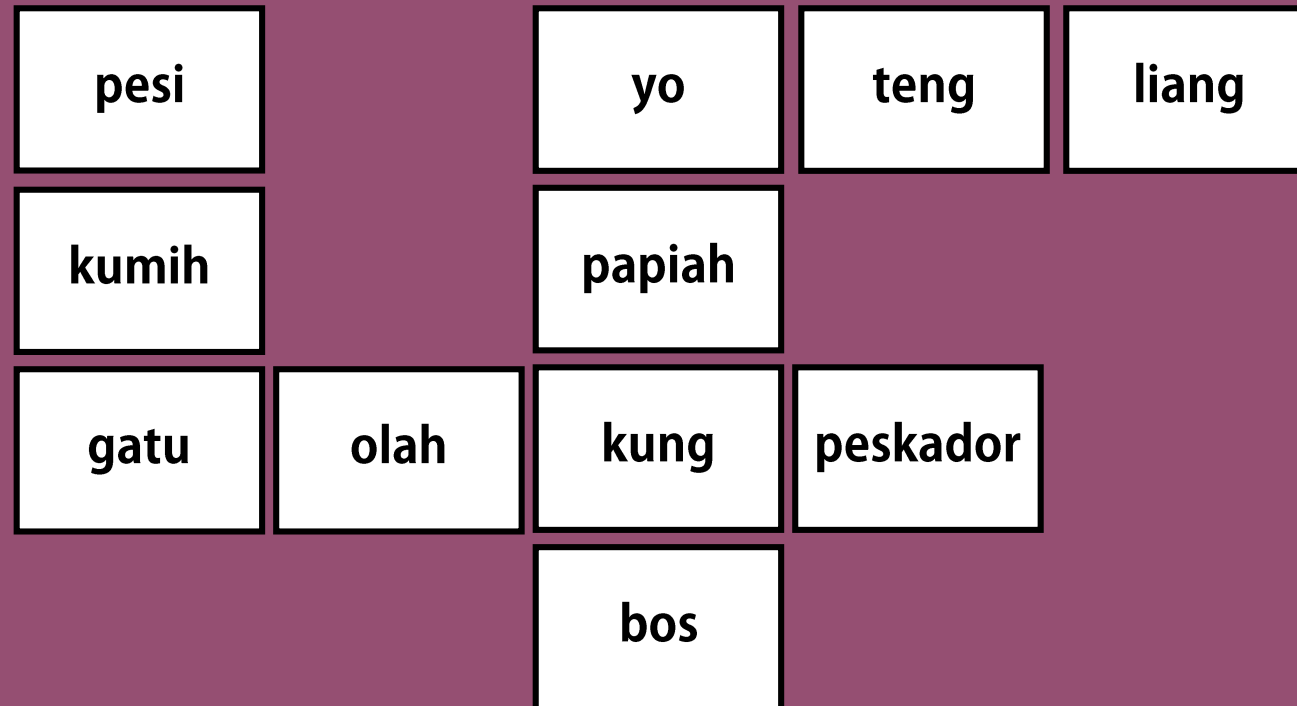 pesi yo teng liang
kumih papiah
gatu olah kung peskador
bos